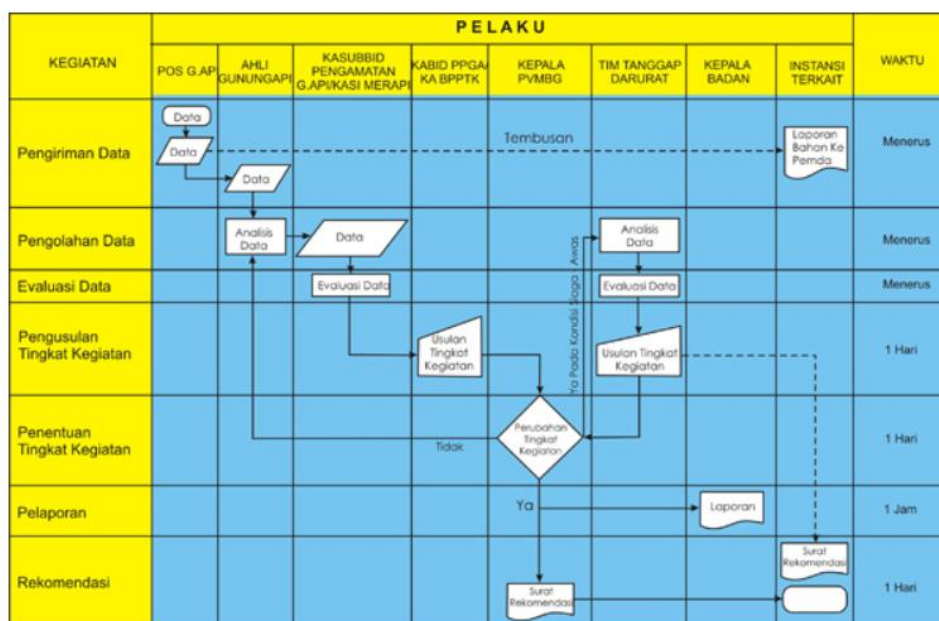 KEGIATAN
PELAKU
WAKTU
POS G.API
AHLI
GUNUNGAPI
KASUBBID
PENGAMATAN
G.API/KASI MERAPI
KABID PPGA/
KA BPPTK
KEPALA
PVMBG
TIM TANGGAP
DARURAT
KEPALA
BADAN
INSTANSI
TERKAIT
Pengiriman Data
Data
Data
Data
Tembusan
Laporan
Bahan Ke
Pemda
Menerus
Pengolahan Data
Analisis
Data
Data
Analisis
Data
Menerus
Evaluasi Data
Evaluasi Data
Evaluasi Data
Menerus
Ya Pada Kondisi Siaga - Awas
Pengusulan
Tingkat Kegiatan
Usulan
Tingkat
Kegiatan
Usulan Tingkat
Kegiatan
1 Hari
Penentuan
Tingkat Kegiatan
Tidak
Perubahan
Tingkat
Kegiatan
1 Hari
Pelaporan
Ya
Laporan
1 Jam
Rekomendasi
Surat
Rekomendasi
Surat
Rekomendasi
1 Hari